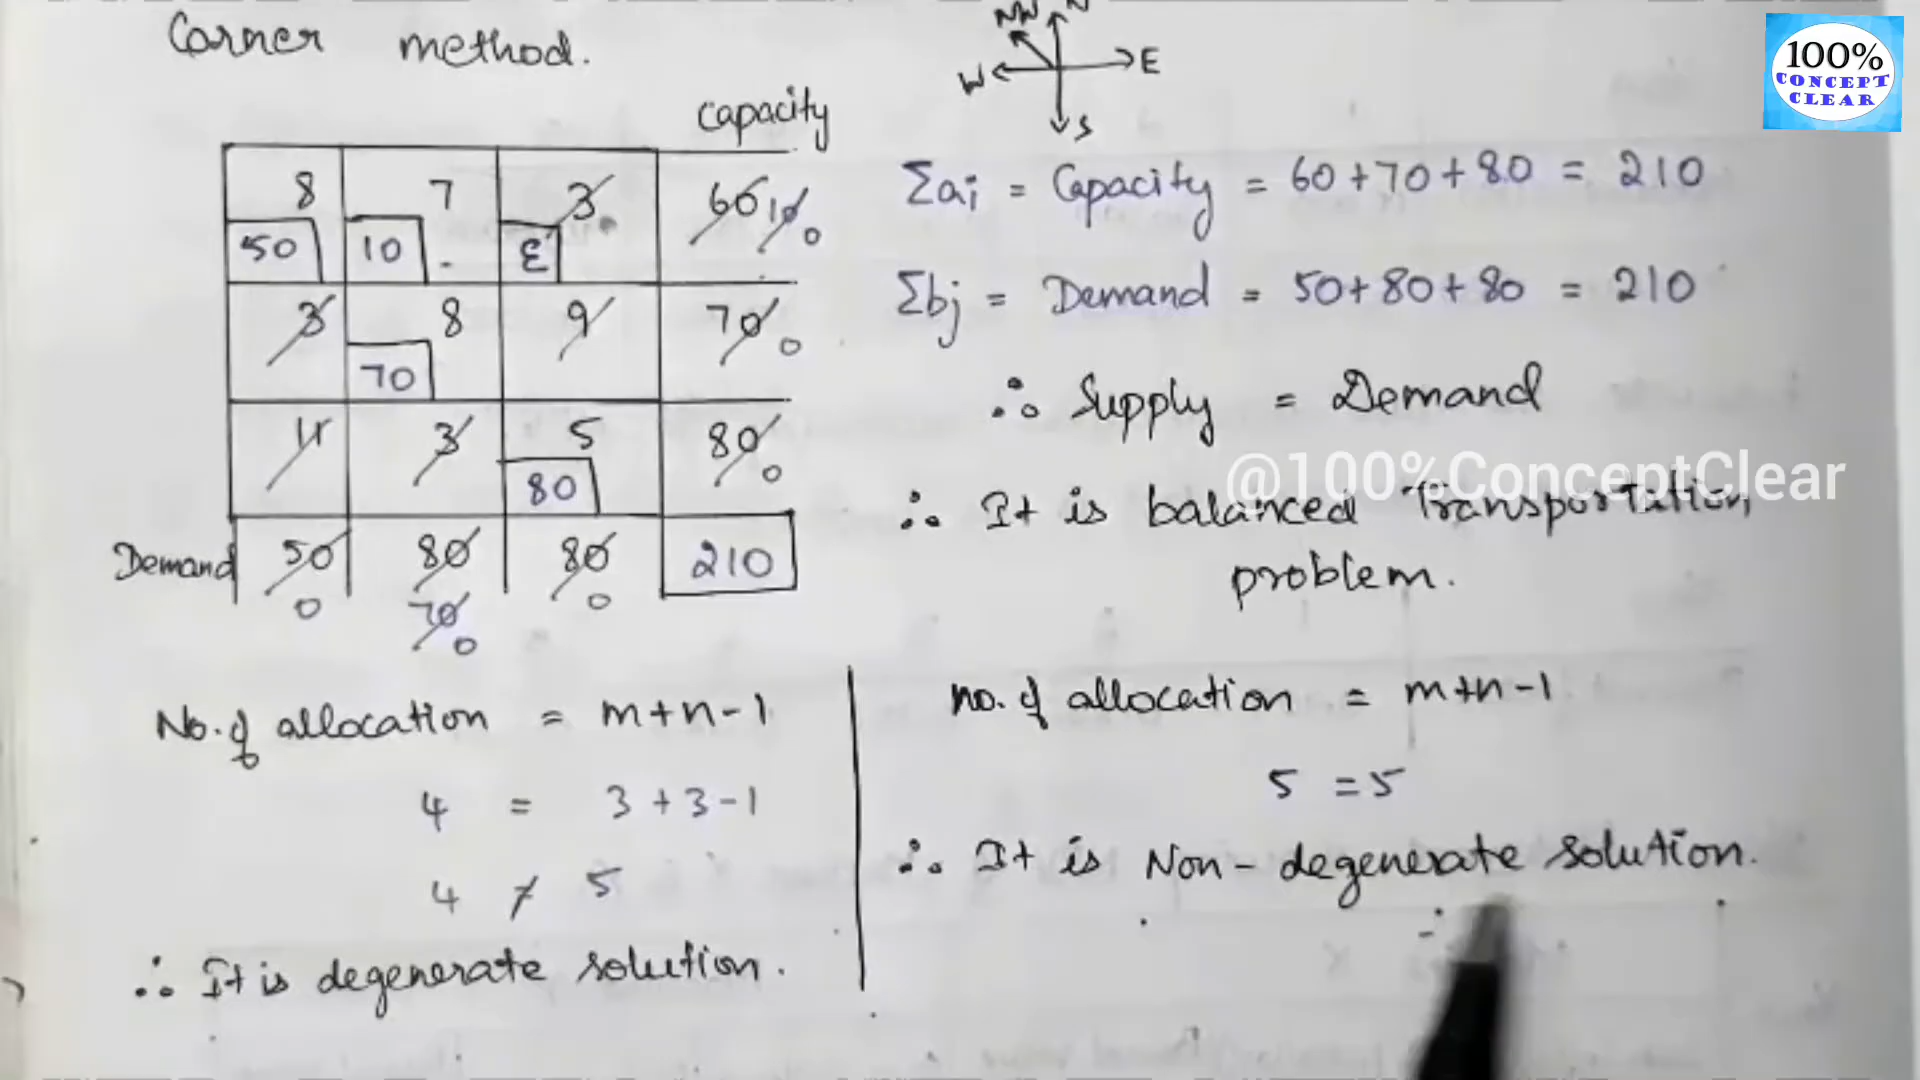 Corner method.
NW N
W E
S
100%
CONCEPT
CLEAR
capacity
8 7 3 60 10 0
50 10 ε
3 8 9 70 0
70
11 3 5 80 0
80
Demand 50 80 80 210
0 70 0
0
Σai = Capacity = 60+70+80 = 210
Σbj = Demand = 50+80+80 = 210
∴ Supply = Demand
@100%ConceptClear
∴ It is balanced Transportation
problem.
No. of allocation = m+n-1
4 = 3+3-1
4 ≠ 5
∴ It is degenerate solution.
no. of allocation = m+n-1
5 = 5
∴ It is Non-degenerate solution.